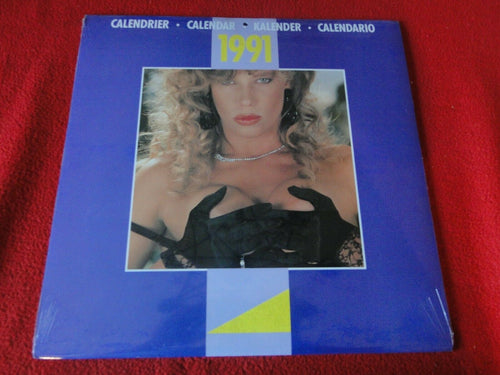 CALENDRIER · CALENDAR · KALENDER · CALENDARIO
1991